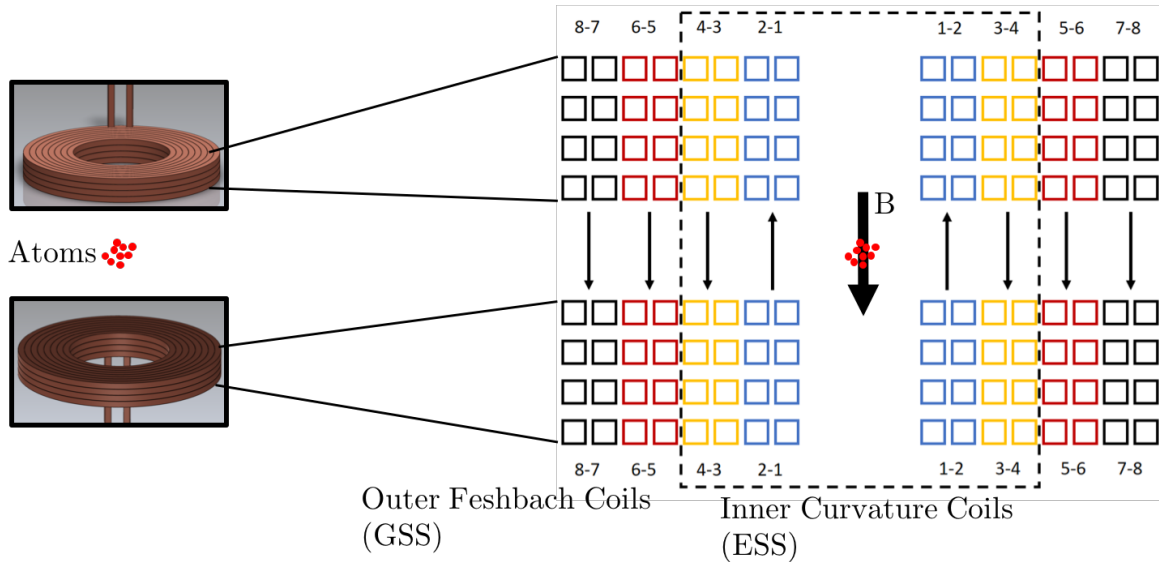 8-7 6-5 4-3 2-1 1-2 3-4 5-6 7-8
B
Atoms
8-7 6-5 4-3 2-1 1-2 3-4 5-6 7-8
Outer Feshbach Coils
(GSS)
Inner Curvature Coils
(ESS)